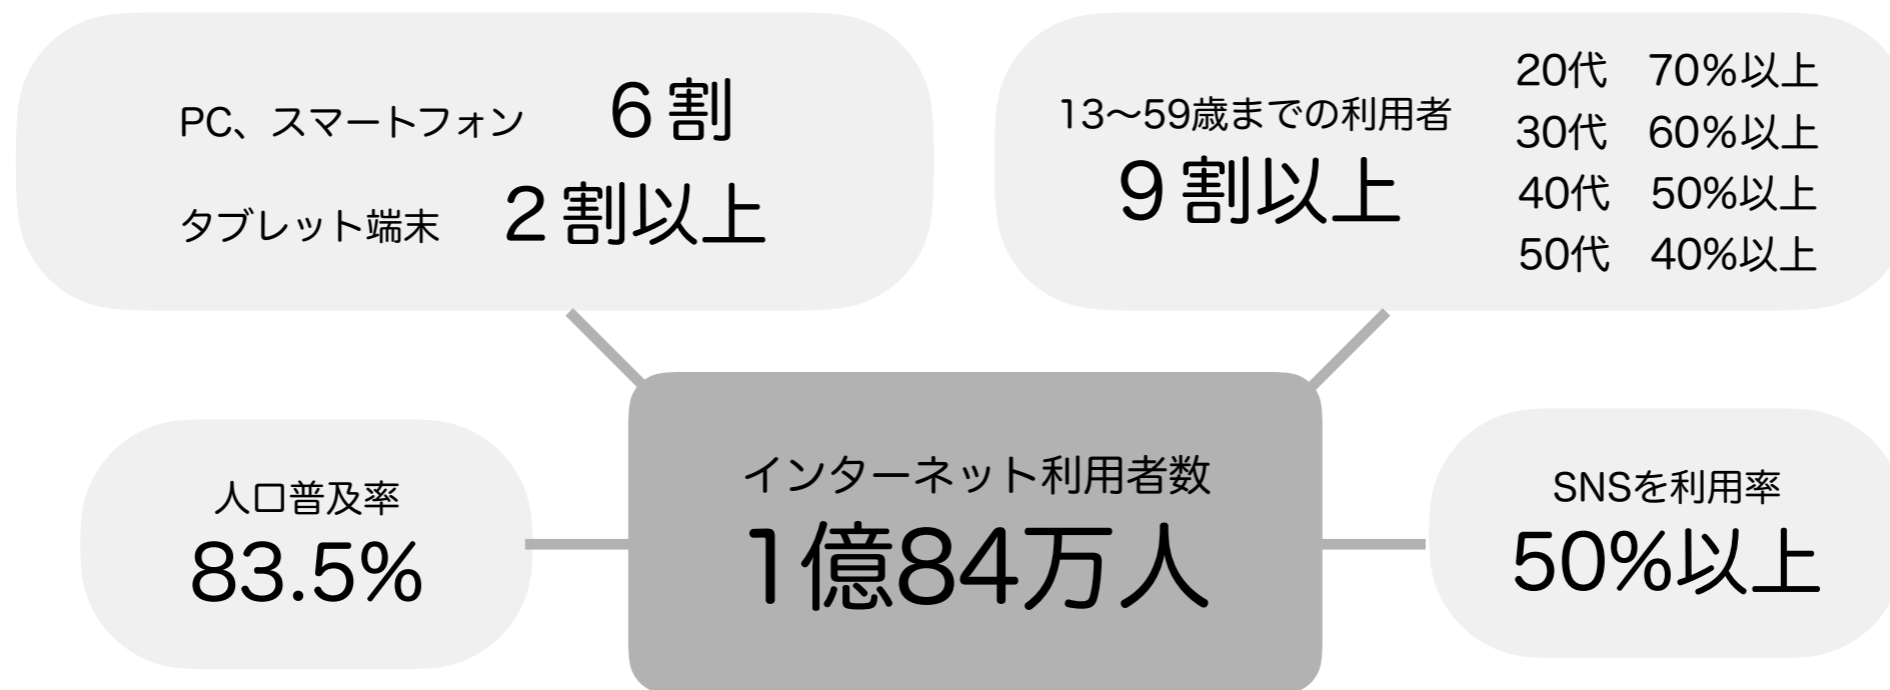 PC、スマートフォン　６割
タブレット端末　２割以上
13〜59歳までの利用者
９割以上
20代　70%以上
30代　60%以上
40代　50%以上
50代　40%以上
人口普及率
83.5%
インターネット利用者数
1億84万人
SNSを利用率
50%以上